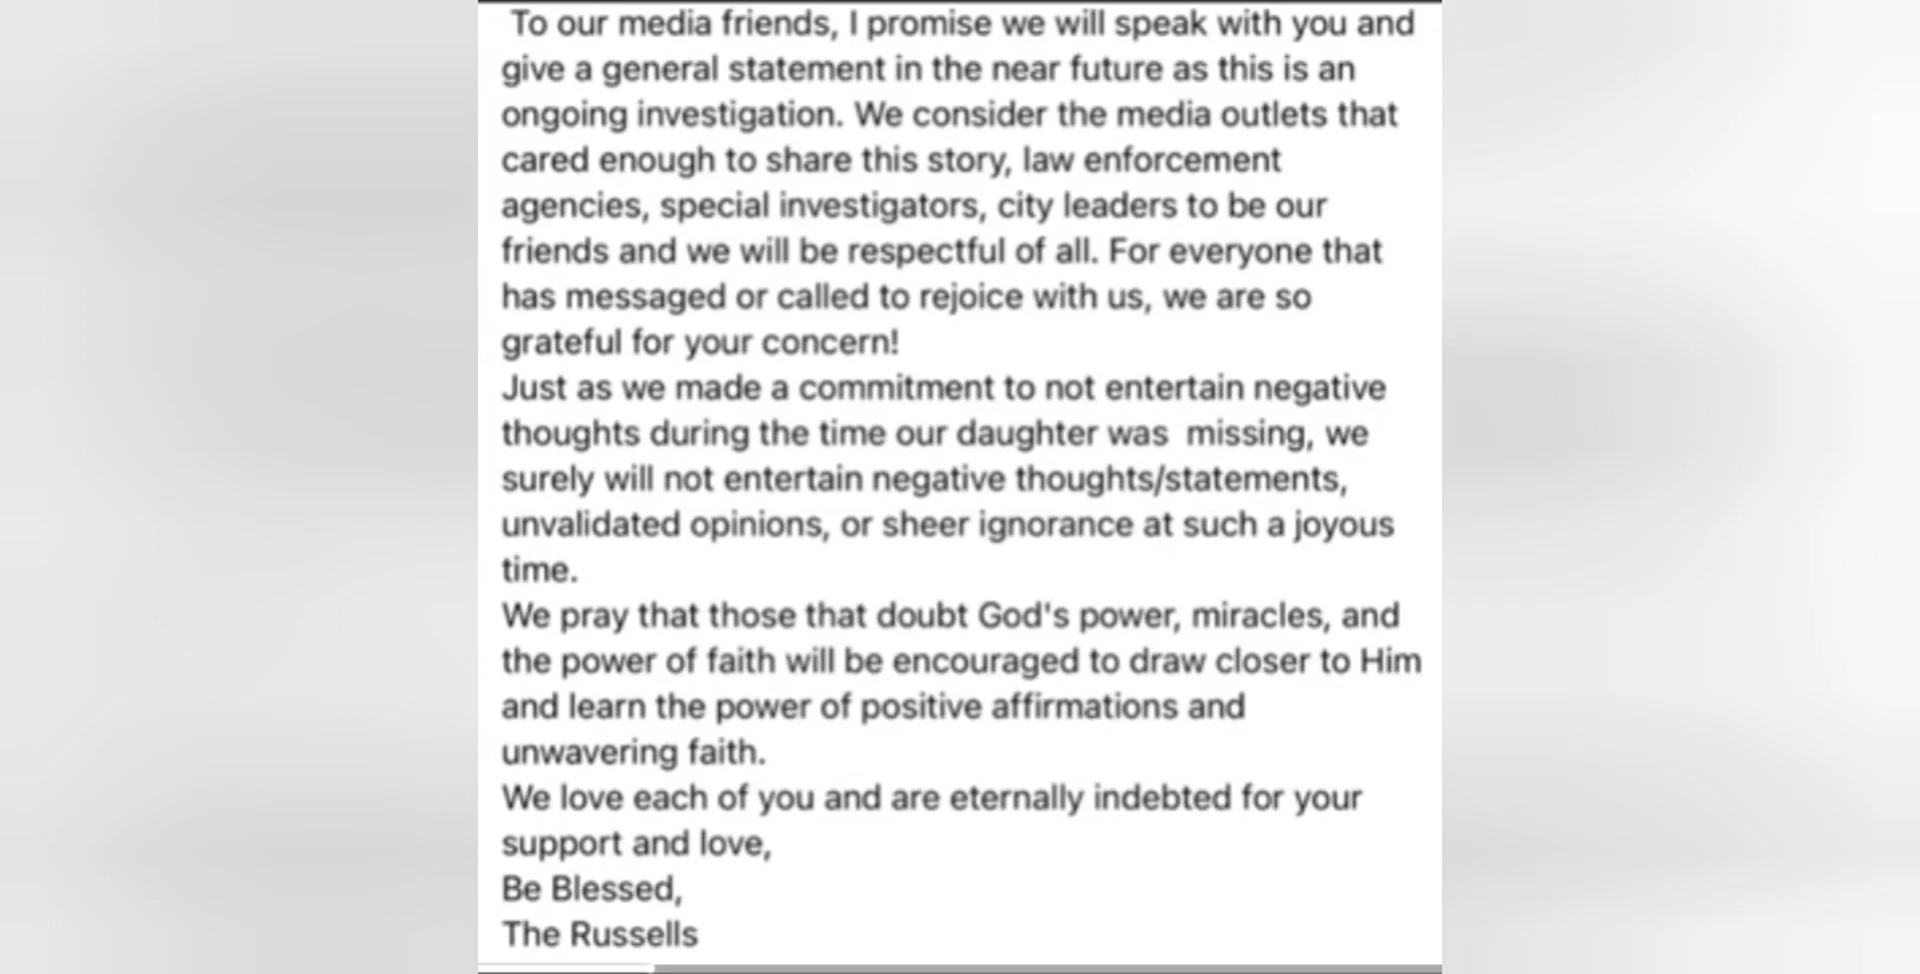 To our media friends, I promise we will speak with you and
give a general statement in the near future as this is an
ongoing investigation. We consider the media outlets that
cared enough to share this story, law enforcement
agencies, special investigators, city leaders to be our
friends and we will be respectful of all. For everyone that
has messaged or called to rejoice with us, we are so
grateful for your concern!
Just as we made a commitment to not entertain negative
thoughts during the time our daughter was  missing, we
surely will not entertain negative thoughts/statements,
unvalidated opinions, or sheer ignorance at such a joyous
time.
We pray that those that doubt God's power, miracles, and
the power of faith will be encouraged to draw closer to Him
and learn the power of positive affirmations and
unwavering faith.
We love each of you and are eternally indebted for your
support and love,
Be Blessed,
The Russells